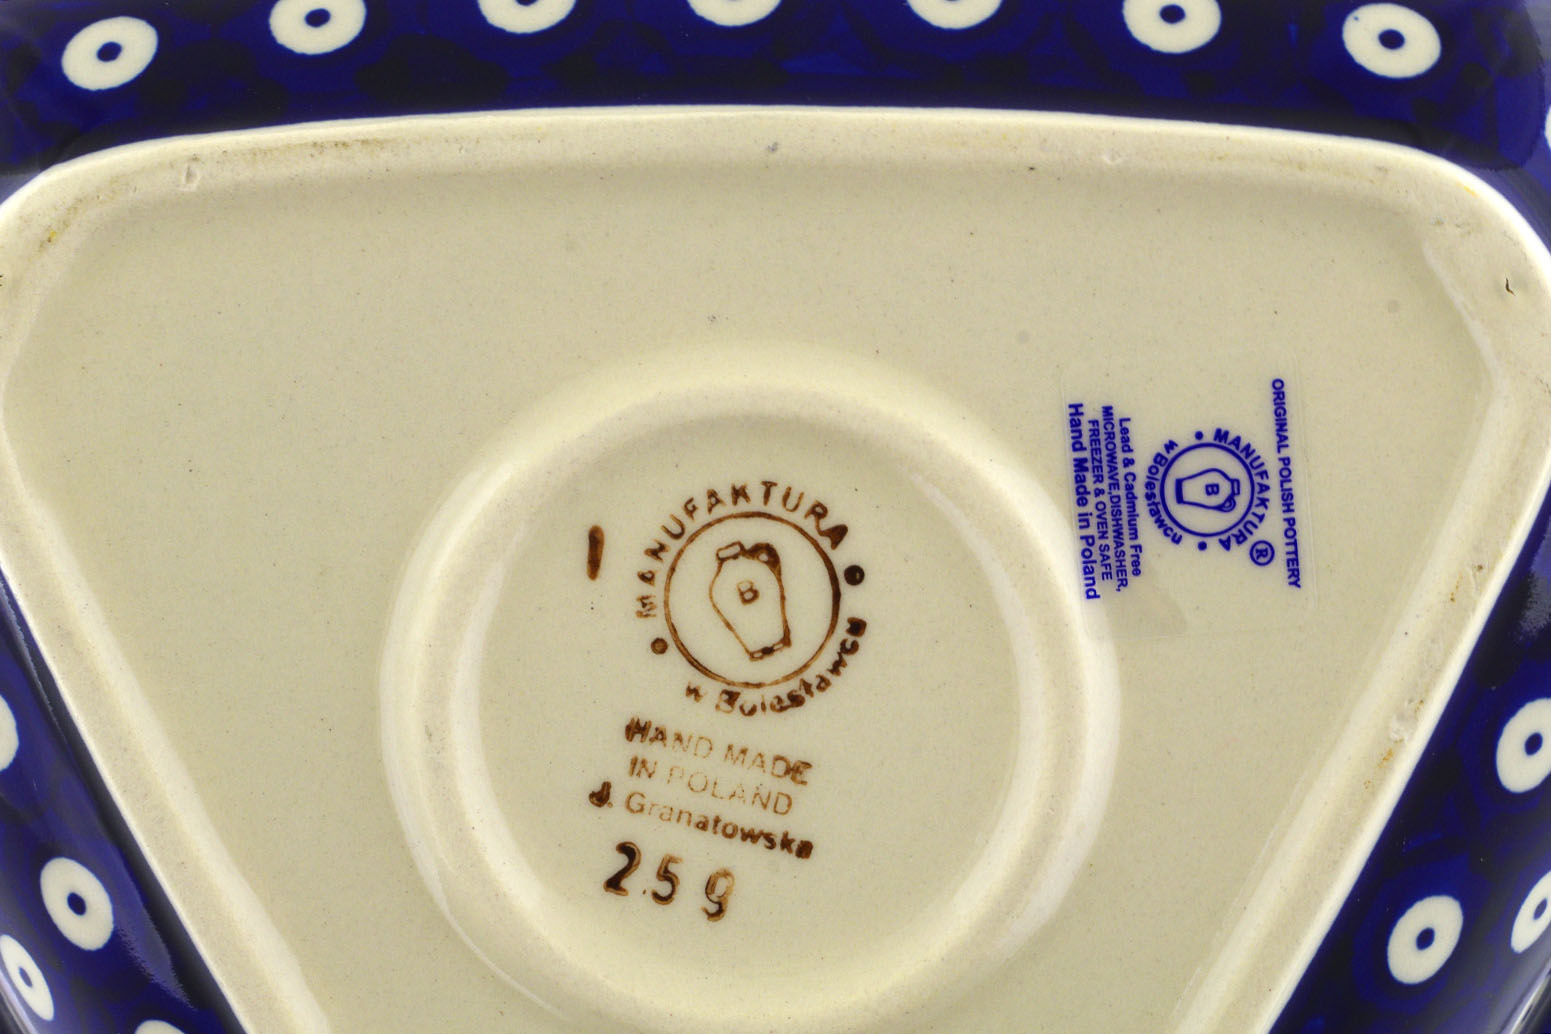 I
MANUFAKTURA
w Bolesławcu
B
HAND MADE
IN POLAND
J. Granatowska
259
ORIGINAL POLISH POTTERY
MANUFAKTURA ®
w Bolesławcu
B
Lead & Cadmium Free
MICROWAVE,DISHWASHER,
FREEZER & OVEN SAFE
Hand Made in Poland